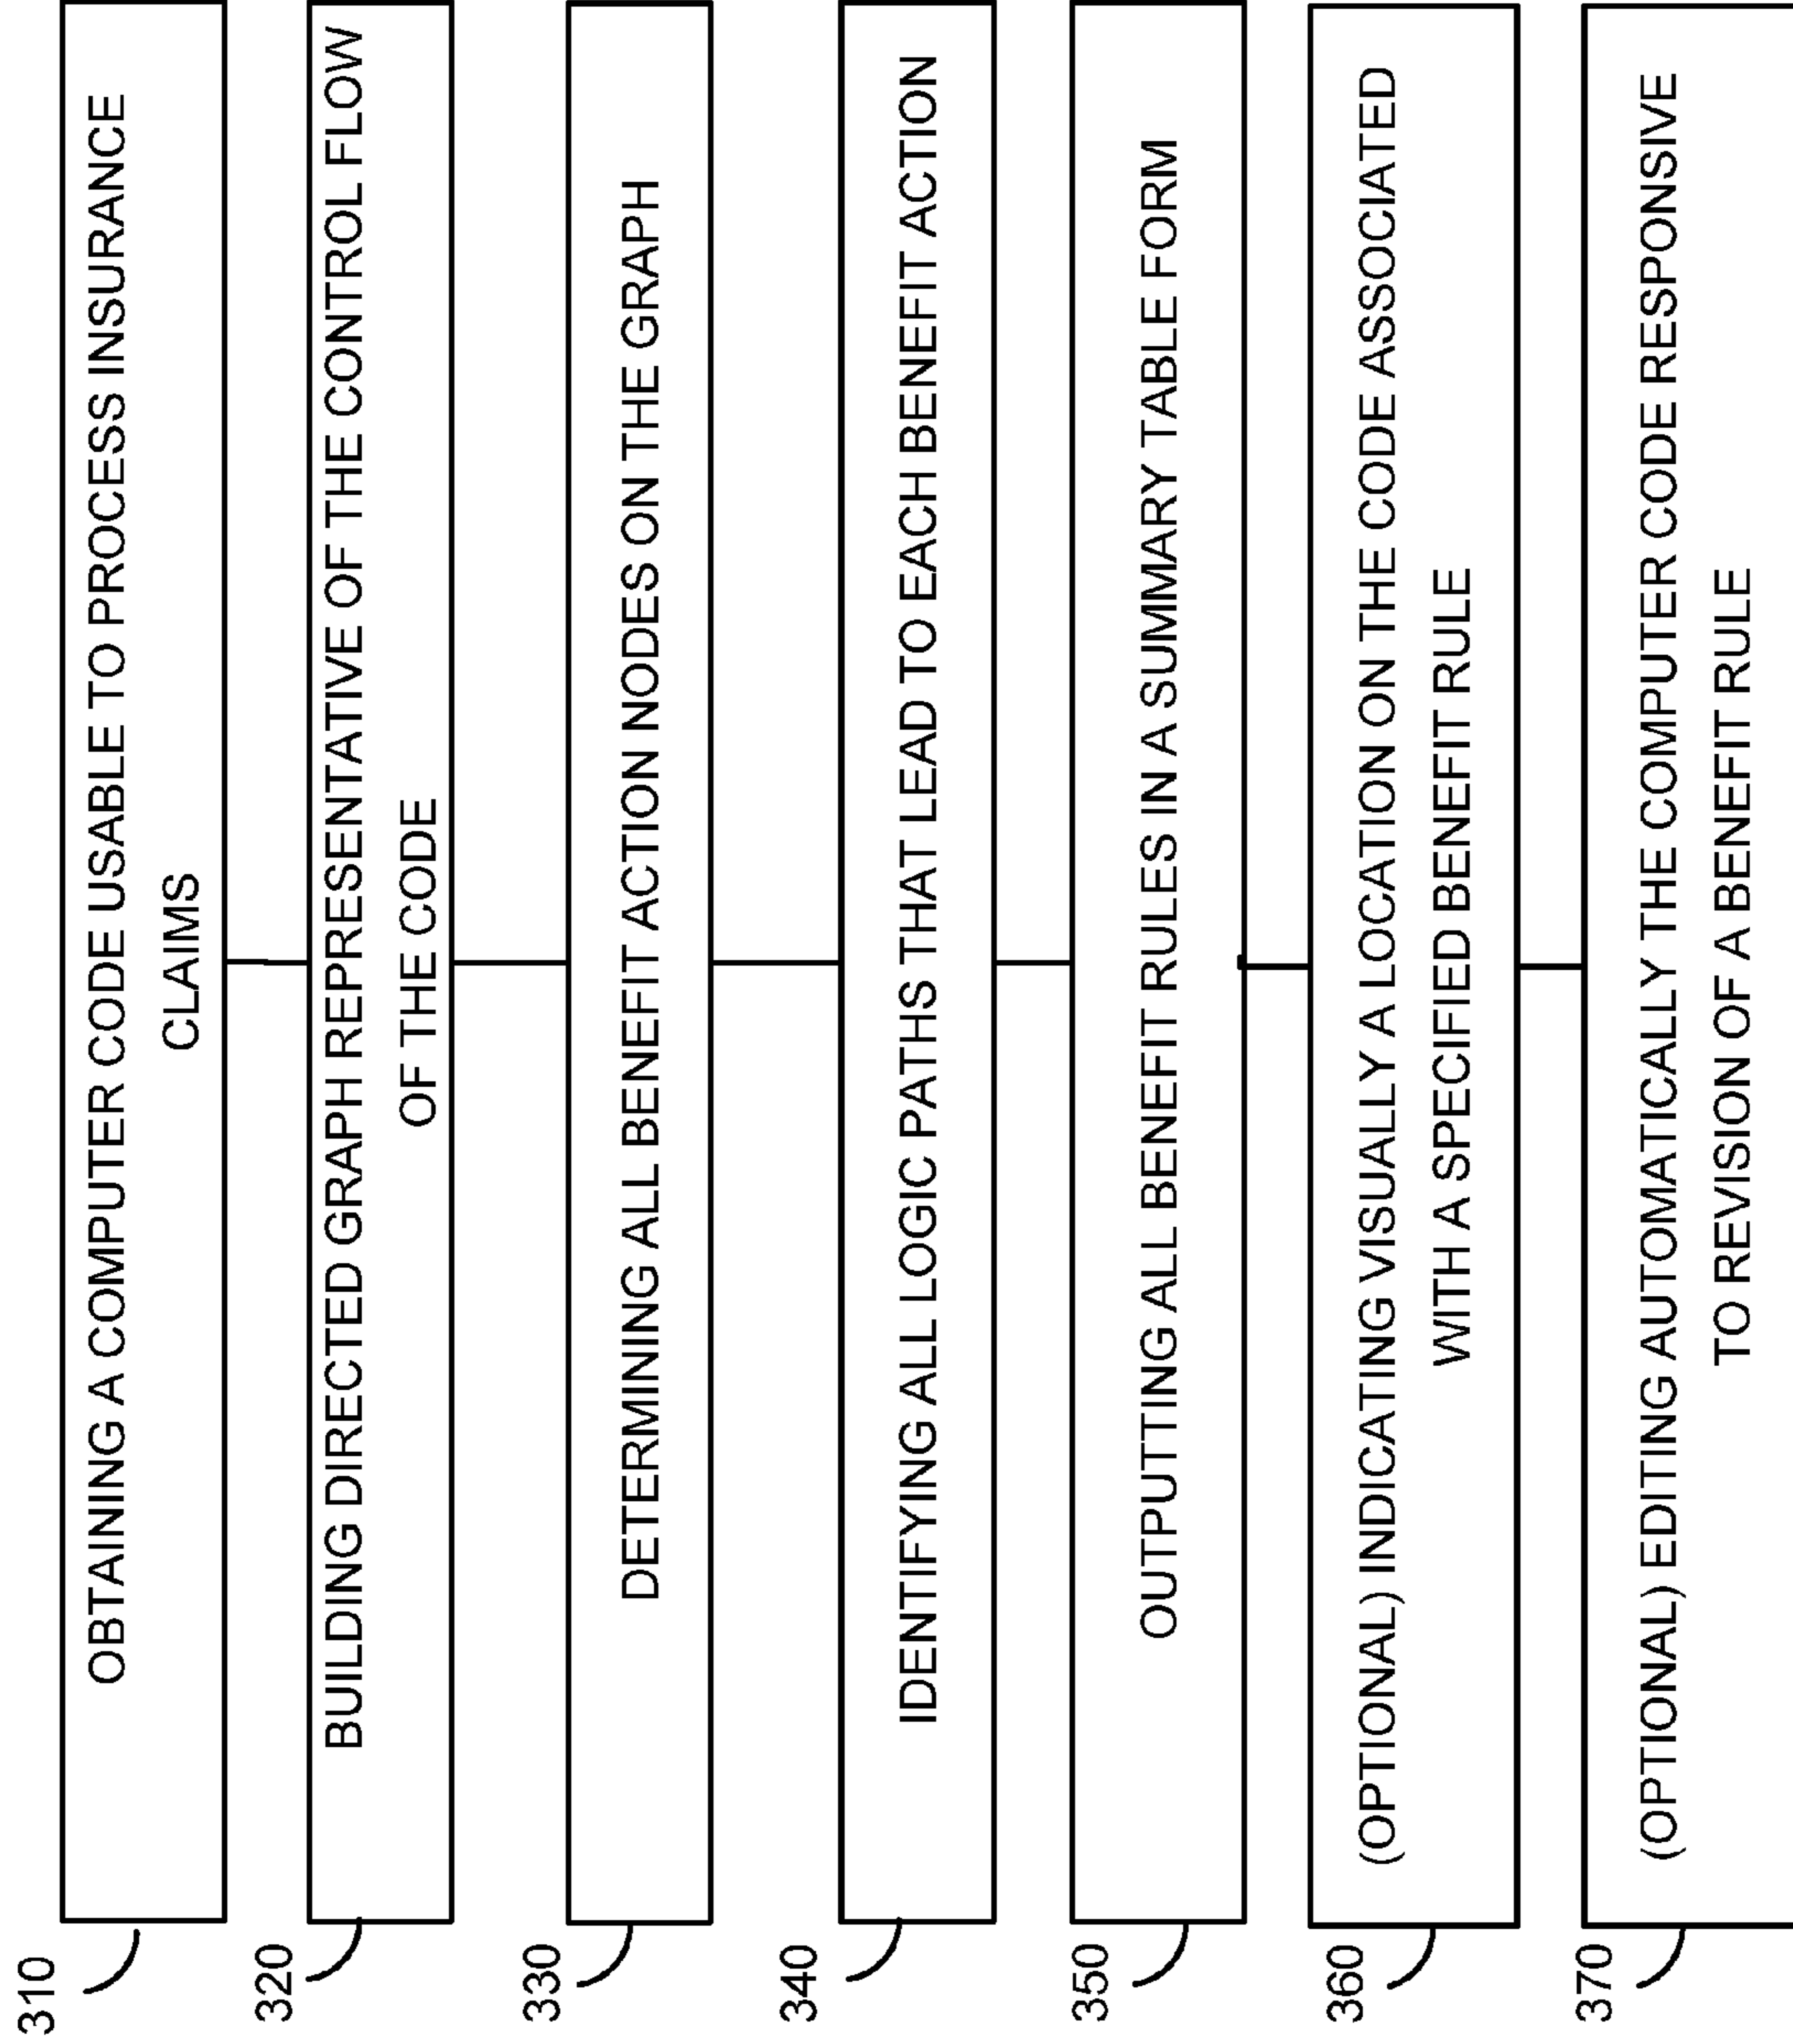 310
OBTAINING A COMPUTER CODE USABLE TO PROCESS INSURANCE
CLAIMS
320
BUILDING DIRECTED GRAPH REPRESENTATIVE OF THE CONTROL FLOW
OF THE CODE
330
DETERMINING ALL BENEFIT ACTION NODES ON THE GRAPH
340
IDENTIFYING ALL LOGIC PATHS THAT LEAD TO EACH BENEFIT ACTION
350
OUTPUTTING ALL BENEFIT RULES IN A SUMMARY TABLE FORM
360
(OPTIONAL) INDICATING VISUALLY A LOCATION ON THE CODE ASSOCIATED
WITH A SPECIFIED BENEFIT RULE
370
(OPTIONAL) EDITING AUTOMATICALLY THE COMPUTER CODE RESPONSIVE
TO REVISION OF A BENEFIT RULE